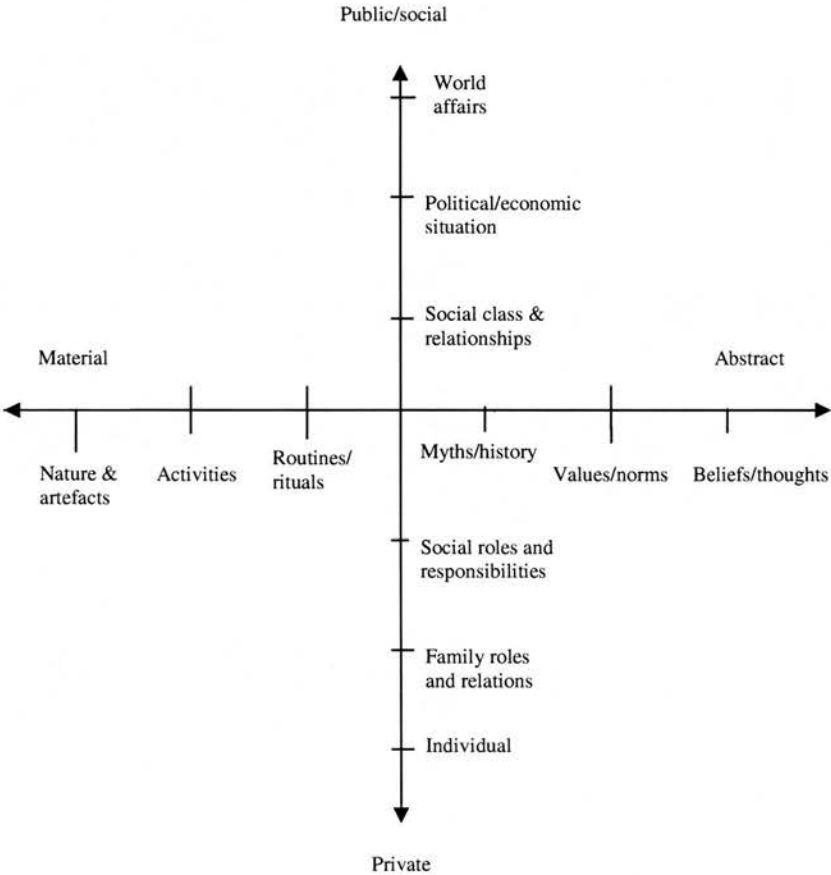 Public/social
World
affairs
Political/economic
situation
Social class &
relationships
Material
Abstract
Nature &
artefacts
Activities
Routines/
rituals
Myths/history
Values/norms
Beliefs/thoughts
Social roles and
responsibilities
Family roles
and relations
Individual
Private